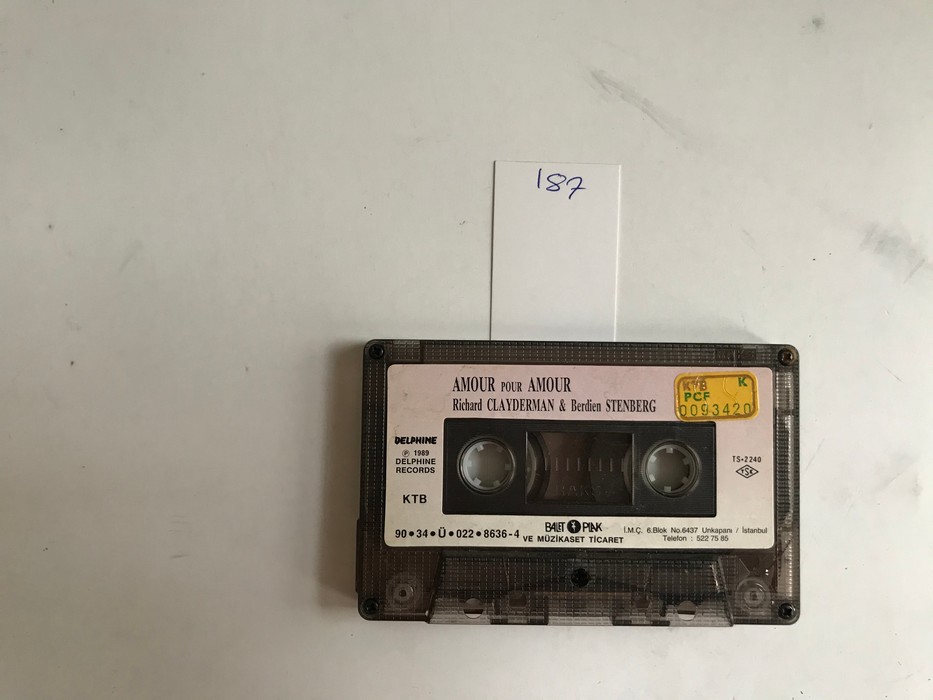 187
AMOUR POUR AMOUR
Richard CLAYDERMAN & Berdien STENBERG
KTB K
PCF
0093420
DELPHINE
℗ 1989
DELPHINE
RECORDS
KTB
TS-2240
TSE
90•34•Ü•022•8636-4
BALET PLAK
VE MÜZİKASET TİCARET
İ.M.Ç. 6.Blok No.6437 Unkapanı / İstanbul
Telefon : 522 75 85